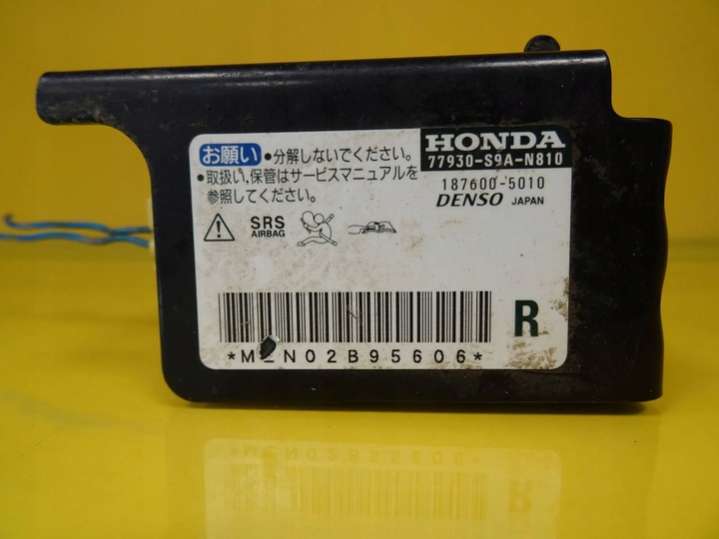 お願い ●分解しないでください。
●取扱い、保管はサービスマニュアルを
参照してください。
HONDA
77930-S9A-N810
187600-5010
DENSO JAPAN
SRS
AIRBAG
R